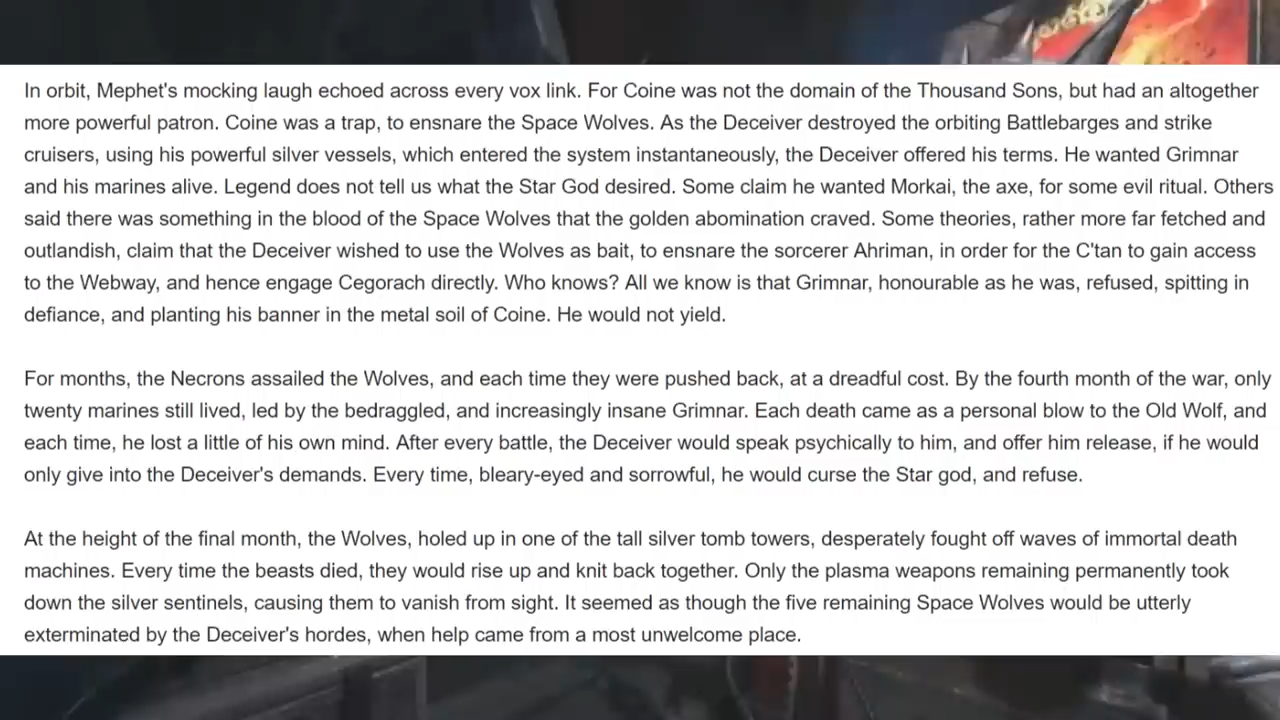 In orbit, Mephet's mocking laugh echoed across every vox link. For Coine was not the domain of the Thousand Sons, but had an altogether
more powerful patron. Coine was a trap, to ensnare the Space Wolves. As the Deceiver destroyed the orbiting Battlebarges and strike
cruisers, using his powerful silver vessels, which entered the system instantaneously, the Deceiver offered his terms. He wanted Grimnar
and his marines alive. Legend does not tell us what the Star God desired. Some claim he wanted Morkai, the axe, for some evil ritual. Others
said there was something in the blood of the Space Wolves that the golden abomination craved. Some theories, rather more far fetched and
outlandish, claim that the Deceiver wished to use the Wolves as bait, to ensnare the sorcerer Ahriman, in order for the C'tan to gain access
to the Webway, and hence engage Cegorach directly. Who knows? All we know is that Grimnar, honourable as he was, refused, spitting in
defiance, and planting his banner in the metal soil of Coine. He would not yield.
For months, the Necrons assailed the Wolves, and each time they were pushed back, at a dreadful cost. By the fourth month of the war, only
twenty marines still lived, led by the bedraggled, and increasingly insane Grimnar. Each death came as a personal blow to the Old Wolf, and
each time, he lost a little of his own mind. After every battle, the Deceiver would speak psychically to him, and offer him release, if he would
only give into the Deceiver's demands. Every time, bleary-eyed and sorrowful, he would curse the Star god, and refuse.
At the height of the final month, the Wolves, holed up in one of the tall silver tomb towers, desperately fought off waves of immortal death
machines. Every time the beasts died, they would rise up and knit back together. Only the plasma weapons remaining permanently took
down the silver sentinels, causing them to vanish from sight. It seemed as though the five remaining Space Wolves would be utterly
exterminated by the Deceiver's hordes, when help came from a most unwelcome place.